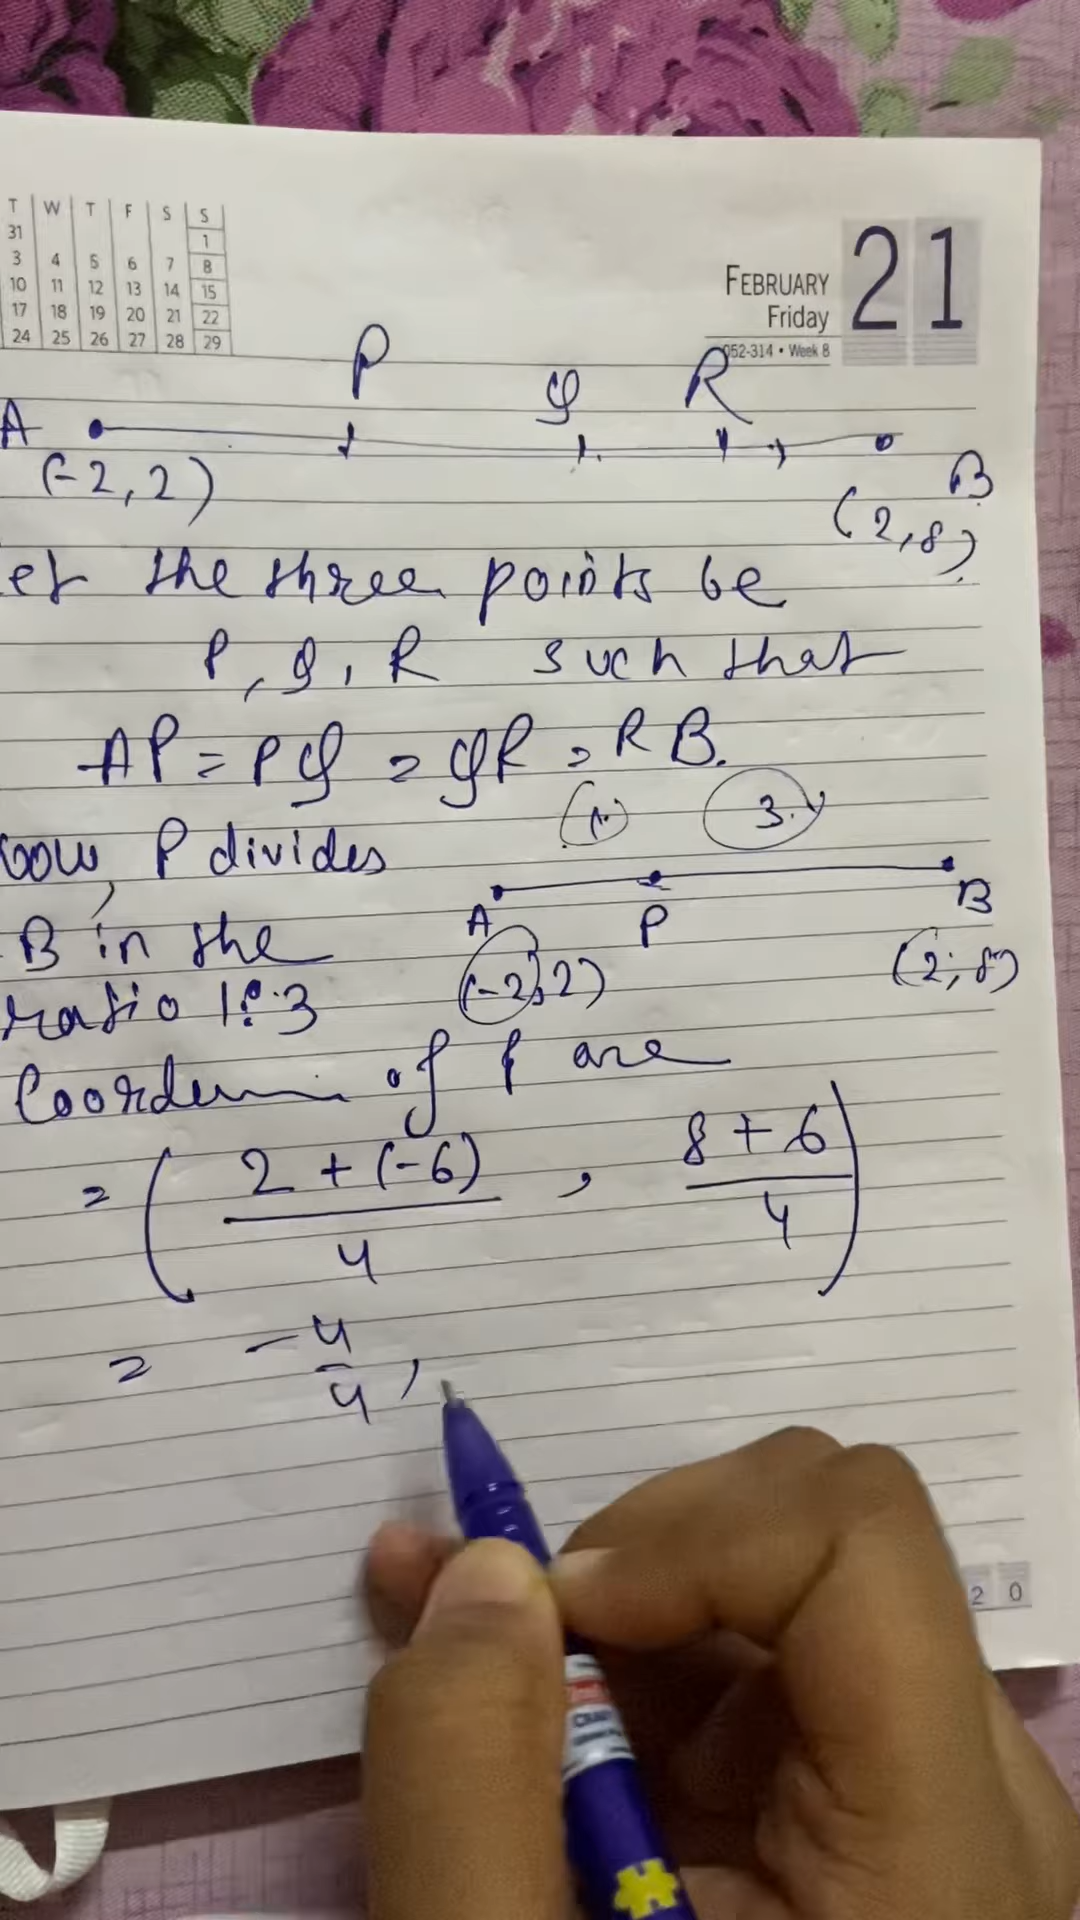 T W T F S S
31 1
3 4 5 6 7 8
10 11 12 13 14 15
17 18 19 20 21 22
24 25 26 27 28 29
FEBRUARY 21
Friday
052-314 • Week 8
P Q R
A
(-2, 2)
B
(2, 8)
et the three points be
P, Q, R such that
AP = PQ = QR = RB.
P divides
1. 3.
A P B
B in the
(-2, 2) (2, 8)
ratio 1:3
of P are
= ( 2 + (-6) / 4 , 8 + 6 / 4 )
= -4/4 ,
2 0